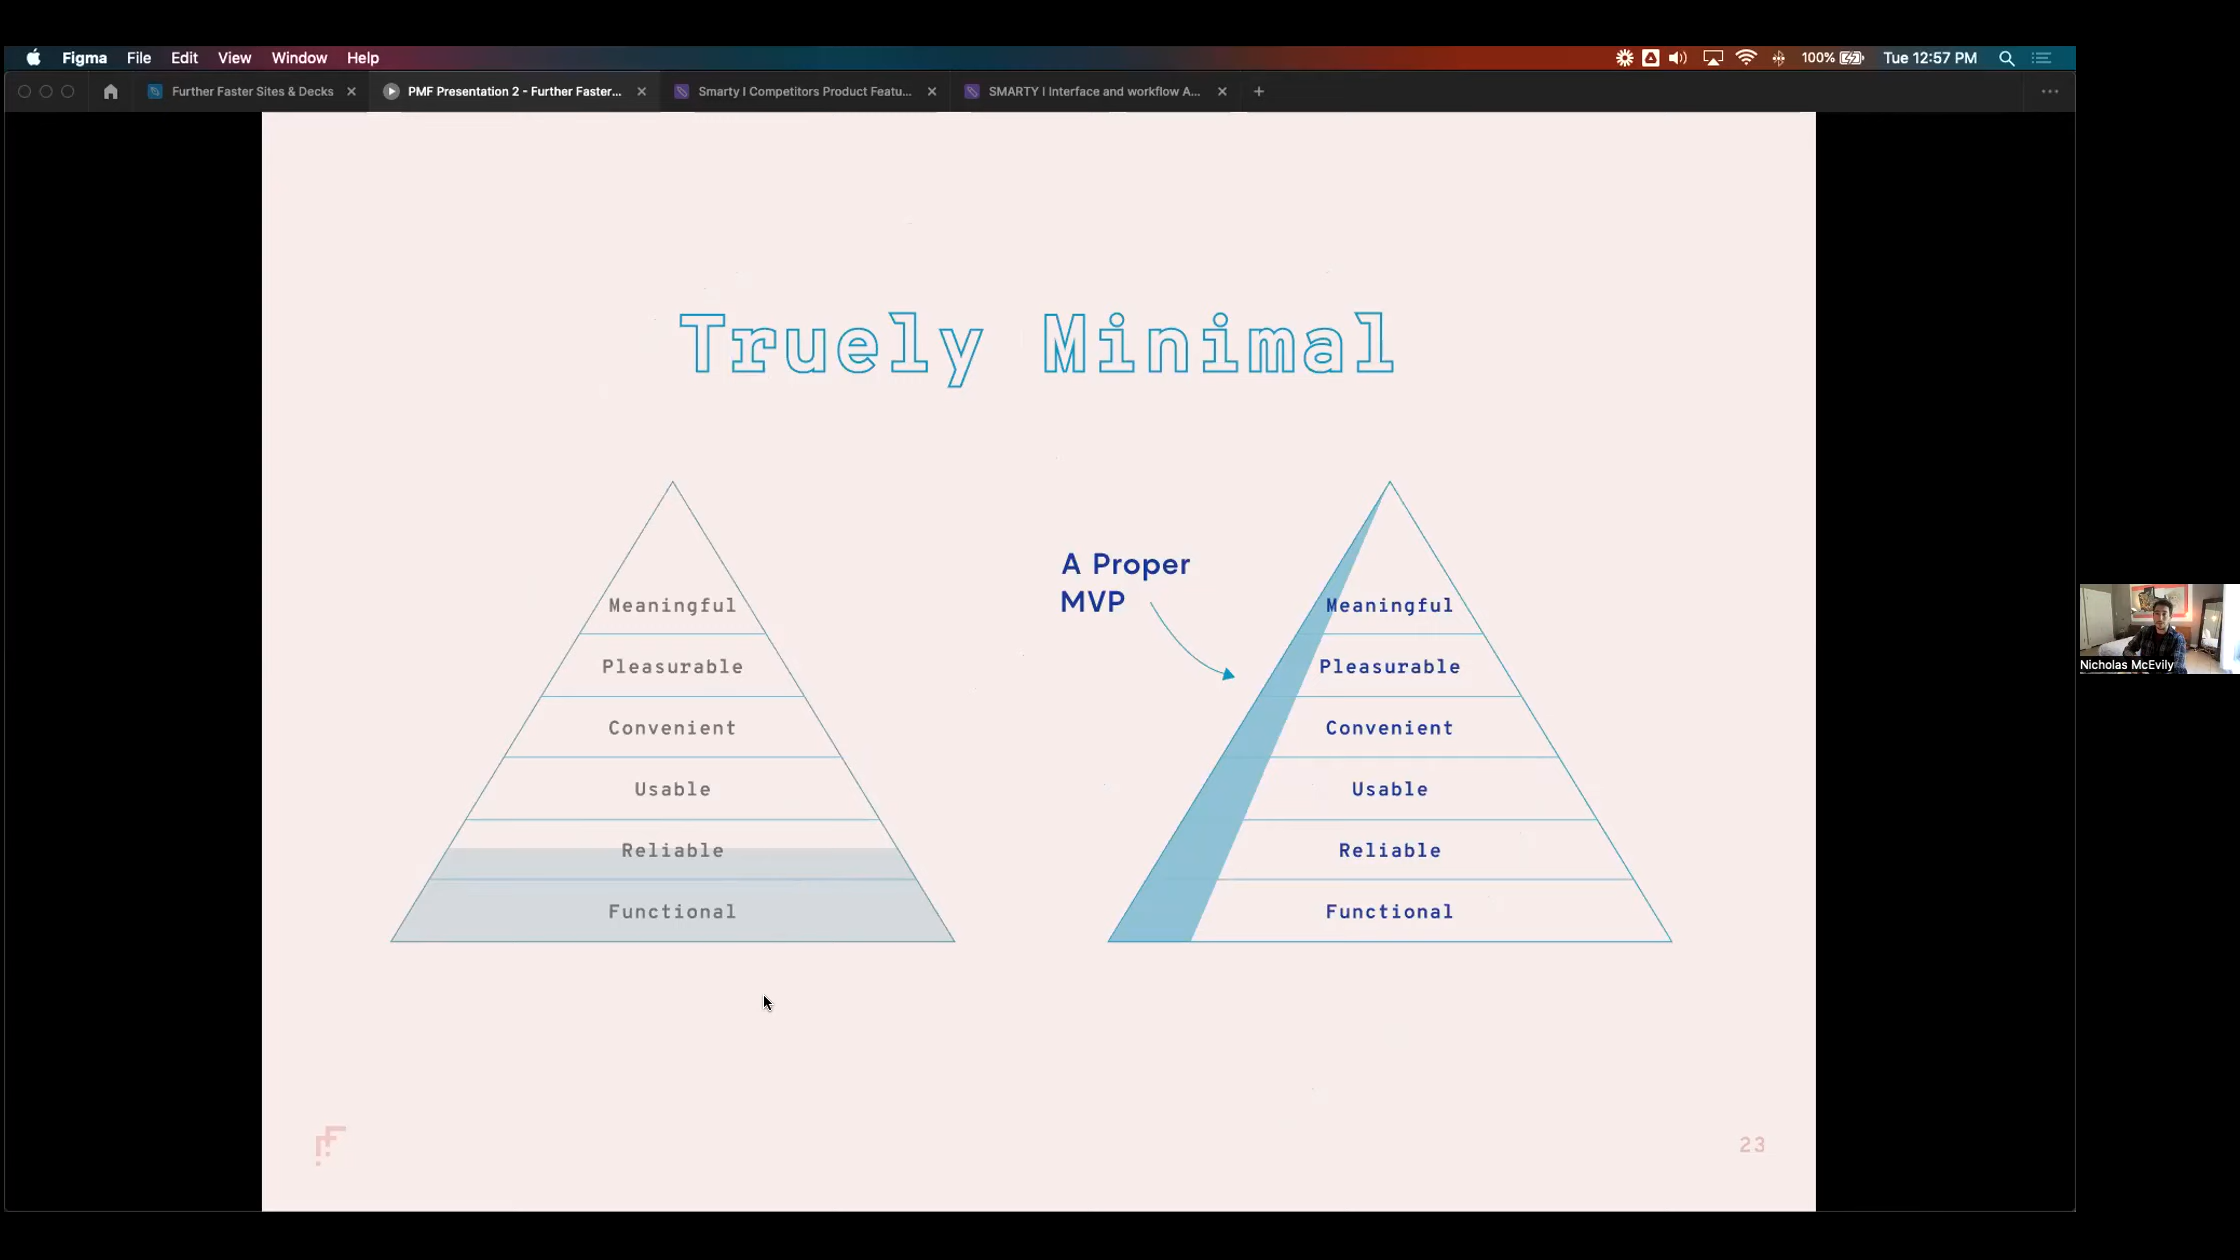 Figma File Edit View Window Help 100% Tue 12:57 PM
Further Faster Sites & Decks PMF Presentation 2 - Further Faster... Smarty I Competitors Product Featu... SMARTY I Interface and workflow A...
Truely Minimal
Meaningful
Pleasurable
Convenient
Usable
Reliable
Functional
A Proper
MVP
Meaningful
Pleasurable
Convenient
Usable
Reliable
Functional
23
Nicholas McEvily